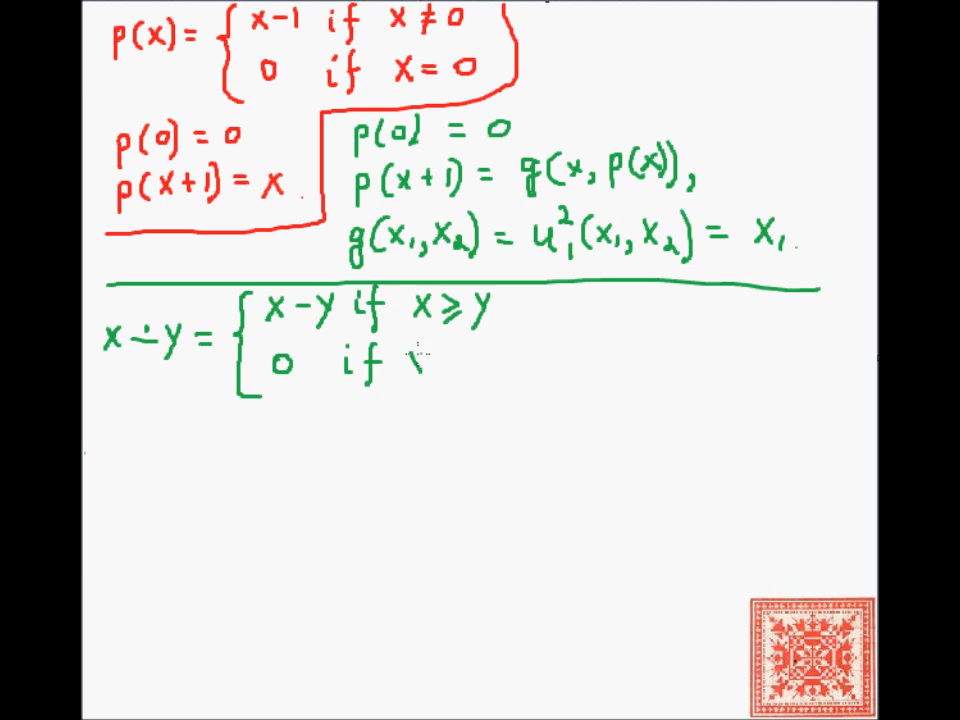 p(x) = { x-1 if x ≠ 0
0 if x = 0
p(0) = 0
p(x+1) = x.
p(0) = 0
p(x+1) = g(x, p(x)),
g(x₁, x₂) = u₁²(x₁, x₂) = x₁.
x ∸ y = { x - y if x ⩾ y
0 if